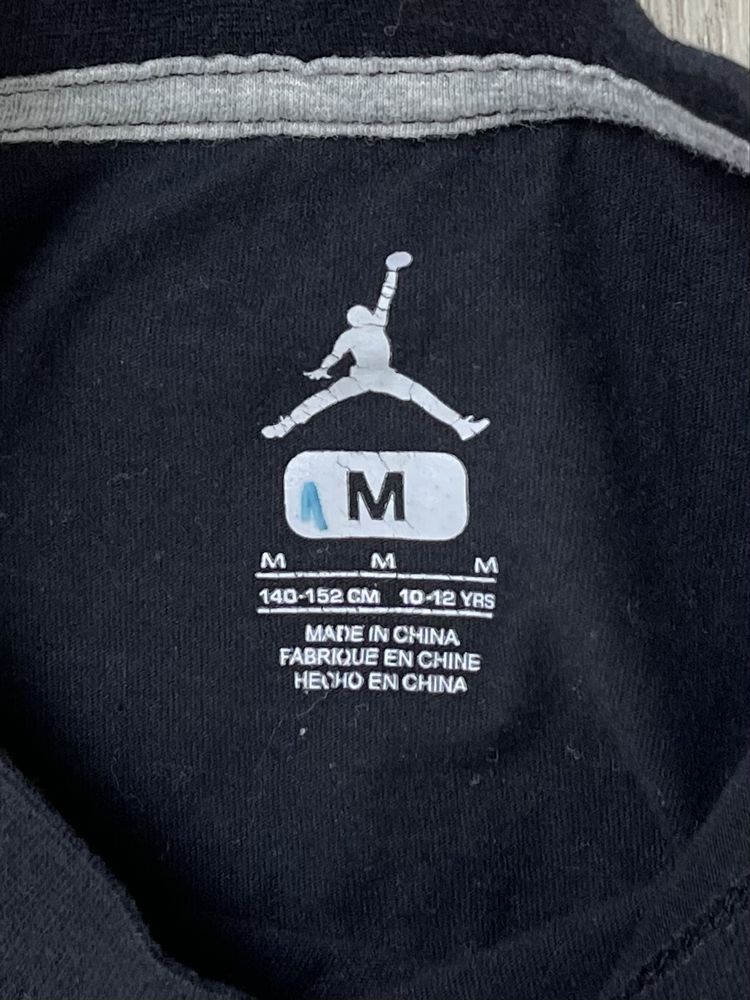 M
M M M
140-152 CM 10-12 YRS
MADE IN CHINA
FABRIQUE EN CHINE
HECHO EN CHINA